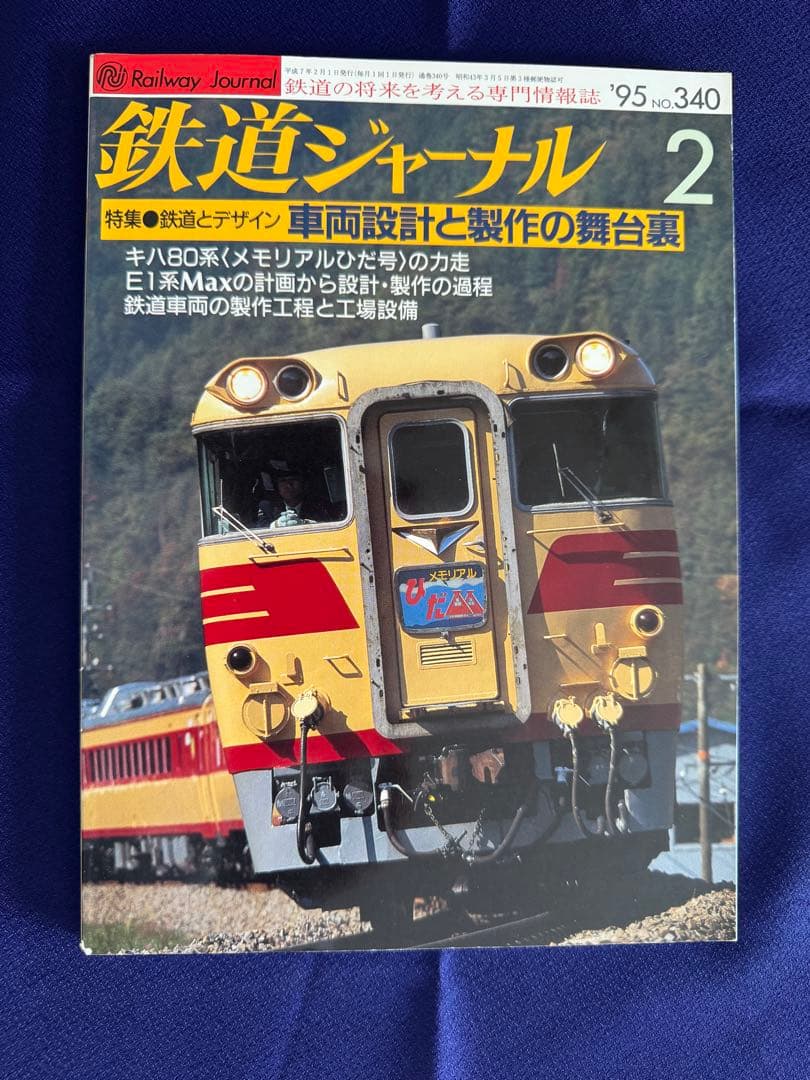 Railway Journal
平成7年2月1日発行(毎月1回1日発行) 通巻340号 昭和43年3月5日第3種郵便物認可
鉄道の将来を考える専門情報誌 '95 NO.340
鉄道ジャーナル 2
特集●鉄道とデザイン 車両設計と製作の舞台裏
キハ80系〈メモリアルひだ号〉の力走
E1系Maxの計画から設計・製作の過程
鉄道車両の製作工程と工場設備
メモリアル
ひだ